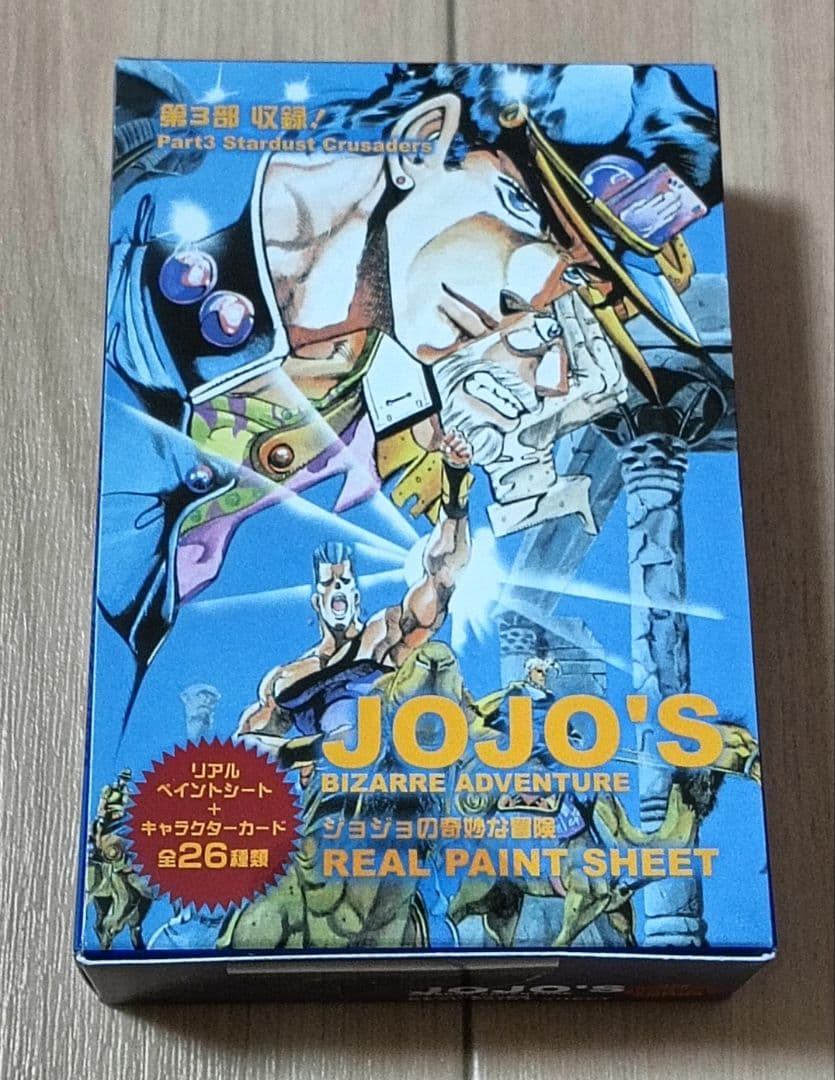 第3部 収録!
Part3 Stardust Crusaders
JOJO'S
BIZARRE ADVENTURE
ジョジョの奇妙な冒険
REAL PAINT SHEET
リアル
ペイントシート
+
キャラクターカード
全26種類
JOJO'S